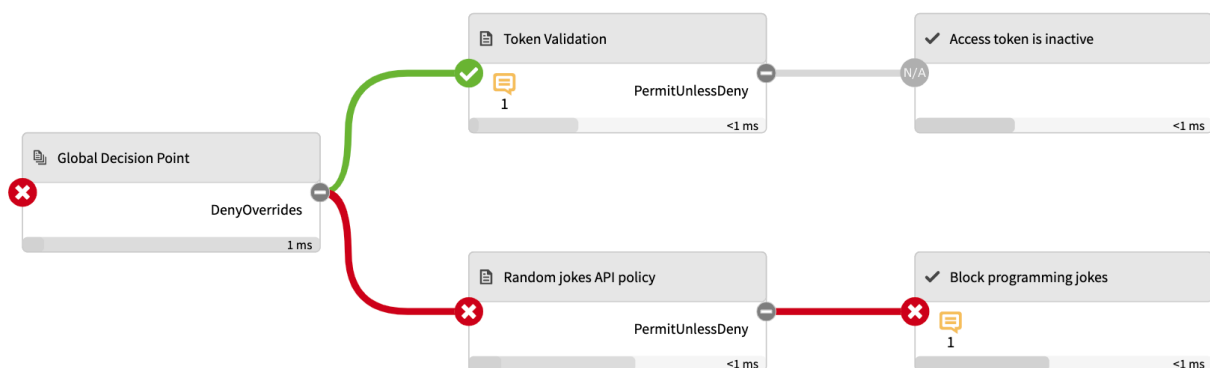 Token Validation
1
PermitUnlessDeny
<1 ms
Access token is inactive
N/A
<1 ms
Global Decision Point
DenyOverrides
1 ms
Random jokes API policy
PermitUnlessDeny
<1 ms
Block programming jokes
1
<1 ms